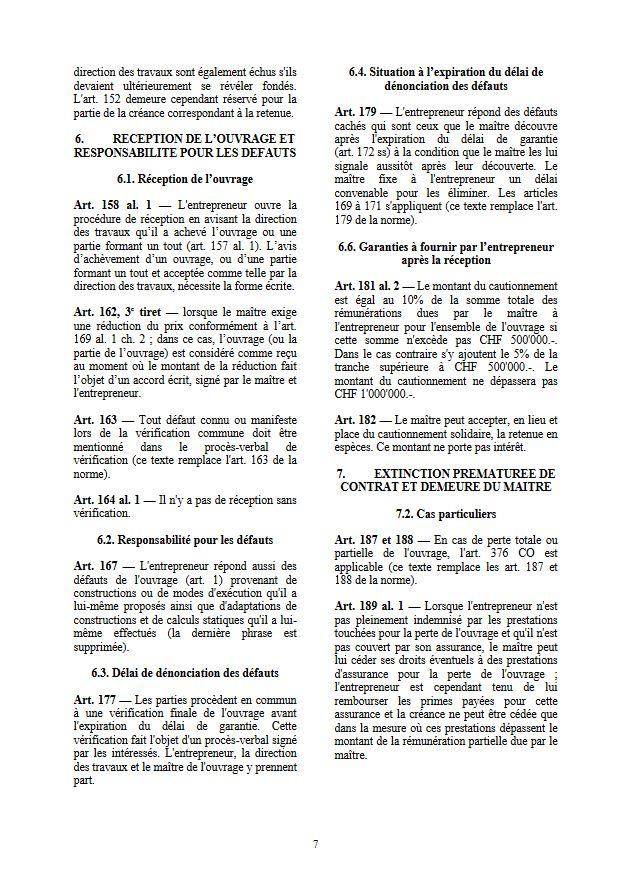 direction des travaux sont également échus s'ils
devaient ultérieurement se révéler fondés.
L'art. 152 demeure cependant réservé pour la
partie de la créance correspondant à la retenue.
6. RECEPTION DE L’OUVRAGE ET
RESPONSABILITE POUR LES DEFAUTS
6.1. Réception de l’ouvrage
Art. 158 al. 1 — L'entrepreneur ouvre la
procédure de réception en avisant la direction
des travaux qu’il a achevé l’ouvrage ou une
partie formant un tout (art. 157 al. 1). L’avis
d’achèvement d’un ouvrage, ou d’une partie
formant un tout et acceptée comme telle par la
direction des travaux, nécessite la forme écrite.
Art. 162, 3e tiret — lorsque le maître exige
une réduction du prix conformément à l’art.
169 al. 1 ch. 2 ; dans ce cas, l’ouvrage (ou la
partie de l’ouvrage) est considéré comme reçu
au moment où le montant de la réduction fait
l’objet d’un accord écrit, signé par le maître et
l'entrepreneur.
Art. 163 — Tout défaut connu ou manifeste
lors de la vérification commune doit être
mentionné dans le procès-verbal de
vérification (ce texte remplace l'art. 163 de la
norme).
Art. 164 al. 1 — Il n'y a pas de réception sans
vérification.
6.2. Responsabilité pour les défauts
Art. 167 — L'entrepreneur répond aussi des
défauts de l'ouvrage (art. 1) provenant de
constructions ou de modes d'exécution qu'il a
lui-même proposés ainsi que d'adaptations de
constructions et de calculs statiques qu'il a lui-
même effectués (la dernière phrase est
supprimée).
6.3. Délai de dénonciation des défauts
Art. 177 — Les parties procèdent en commun
à une vérification finale de l'ouvrage avant
l'expiration du délai de garantie. Cette
vérification fait l'objet d'un procès-verbal signé
par les intéressés. L'entrepreneur, la direction
des travaux et le maître de l'ouvrage y prennent
part.
6.4. Situation à l’expiration du délai de
dénonciation des défauts
Art. 179 — L'entrepreneur répond des défauts
cachés qui sont ceux que le maître découvre
après l'expiration du délai de garantie
(art. 172 ss) à la condition que le maître les lui
signale aussitôt après leur découverte. Le
maître fixe à l'entrepreneur un délai
convenable pour les éliminer. Les articles
169 à 171 s'appliquent (ce texte remplace l'art.
179 de la norme).
6.6. Garanties à fournir par l’entrepreneur
après la réception
Art. 181 al. 2 — Le montant du cautionnement
est égal au 10% de la somme totale des
rémunérations dues par le maître à
l'entrepreneur pour l'ensemble de l'ouvrage si
cette somme n'excède pas CHF 500'000.-.
Dans le cas contraire s'y ajoutent le 5% de la
tranche supérieure à CHF 500'000.-. Le
montant du cautionnement ne dépassera pas
CHF 1'000'000.-.
Art. 182 — Le maître peut accepter, en lieu et
place du cautionnement solidaire, la retenue en
espèces. Ce montant ne porte pas intérêt.
7. EXTINCTION PREMATUREE DE
CONTRAT ET DEMEURE DU MAITRE
7.2. Cas particuliers
Art. 187 et 188 — En cas de perte totale ou
partielle de l'ouvrage, l'art. 376 CO est
applicable (ce texte remplace les art. 187 et
188 de la norme).
Art. 189 al. 1 — Lorsque l'entrepreneur n'est
pas pleinement indemnisé par les prestations
touchées pour la perte de l'ouvrage et qu'il n'est
pas couvert par son assurance, le maître peut
lui céder ses droits éventuels à des prestations
d'assurance pour la perte de l'ouvrage ;
l'entrepreneur est cependant tenu de lui
rembourser les primes payées pour cette
assurance et la créance ne peut être cédée que
dans la mesure où ces prestations dépassent le
montant de la rémunération partielle due par le
maître.
7